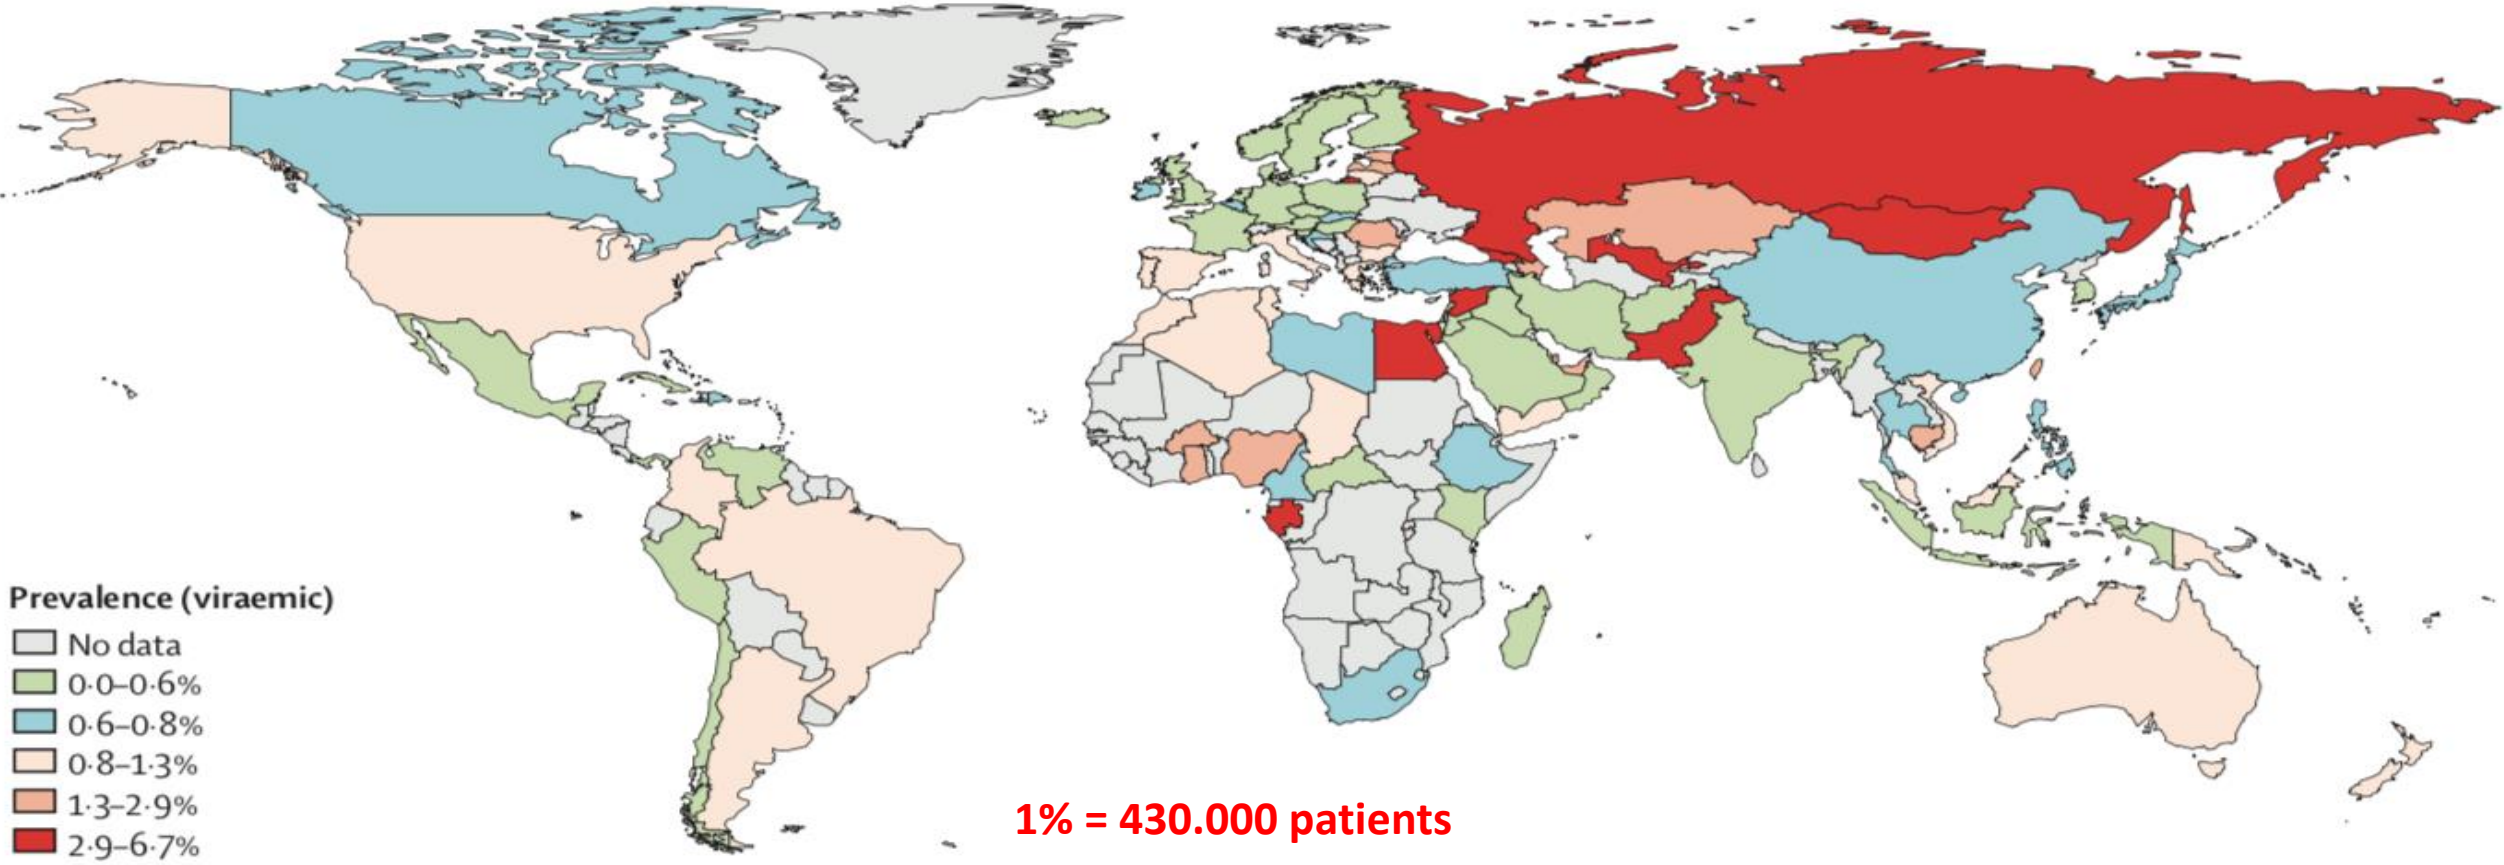 Prevalence (viraemic)
No data
0·0–0·6%
0·6–0·8%
0·8–1·3%
1·3–2·9%
2·9–6·7%
1% = 430.000 patients